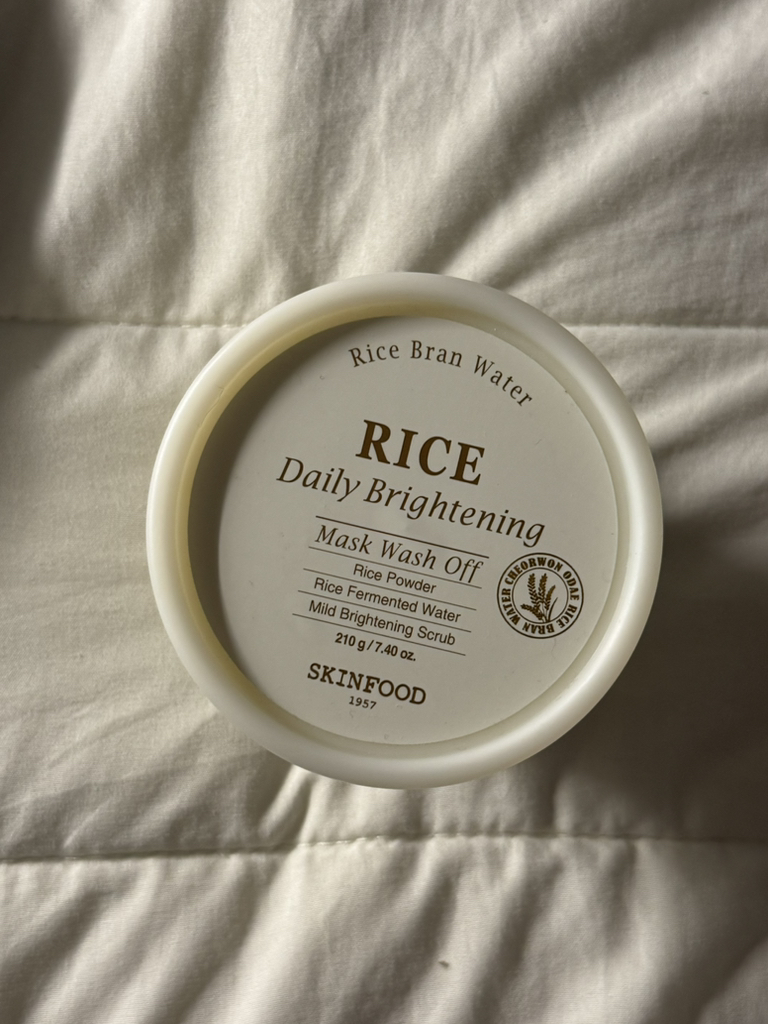 Rice Bran Water
RICE
Daily Brightening
Mask Wash Off
Rice Powder
Rice Fermented Water
Mild Brightening Scrub
210 g / 7.40 oz.
SKINFOOD
1957
CHEORWON ODAE RICE BRAN WATER